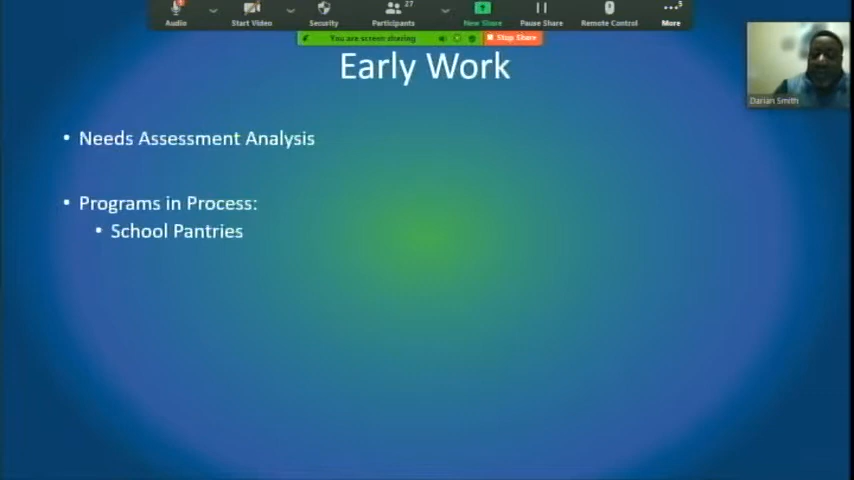 27
5
Audio
Start Video
Security
Participants
New Share
Pause Share
Remote Control
More
You are screen sharing
Stop Share
Early Work
Darian Smith
• Needs Assessment Analysis
• Programs in Process:
• School Pantries